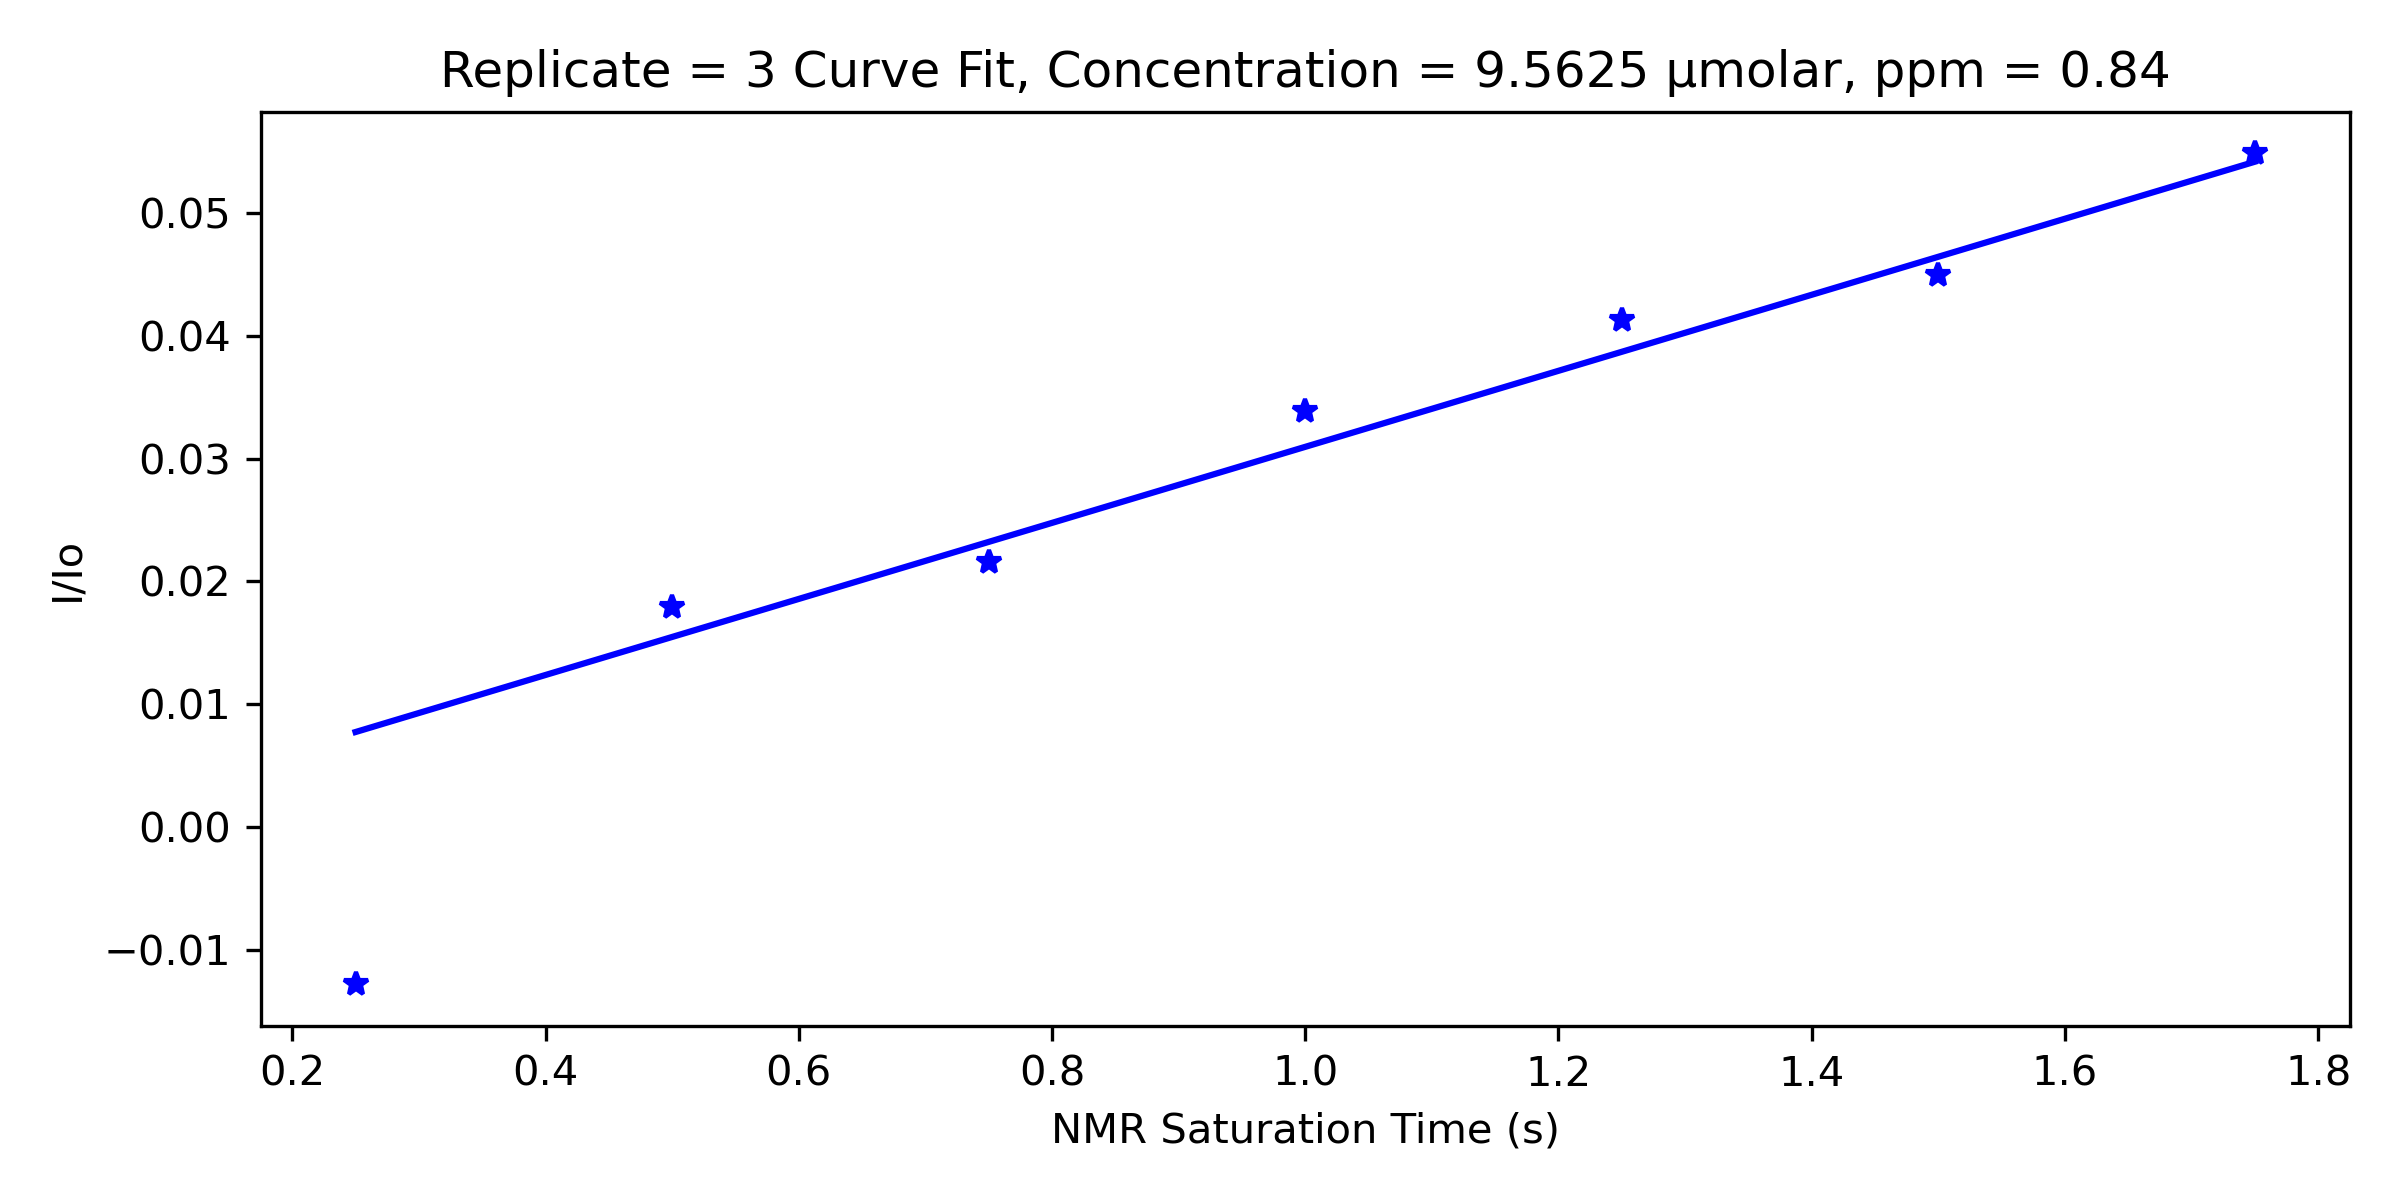 Replicate = 3 Curve Fit, Concentration = 9.5625 µmolar, ppm = 0.84
0.05
0.04
0.03
0.02
0.01
0.00
−0.01
I/Io
0.2 0.4 0.6 0.8 1.0 1.2 1.4 1.6 1.8
NMR Saturation Time (s)